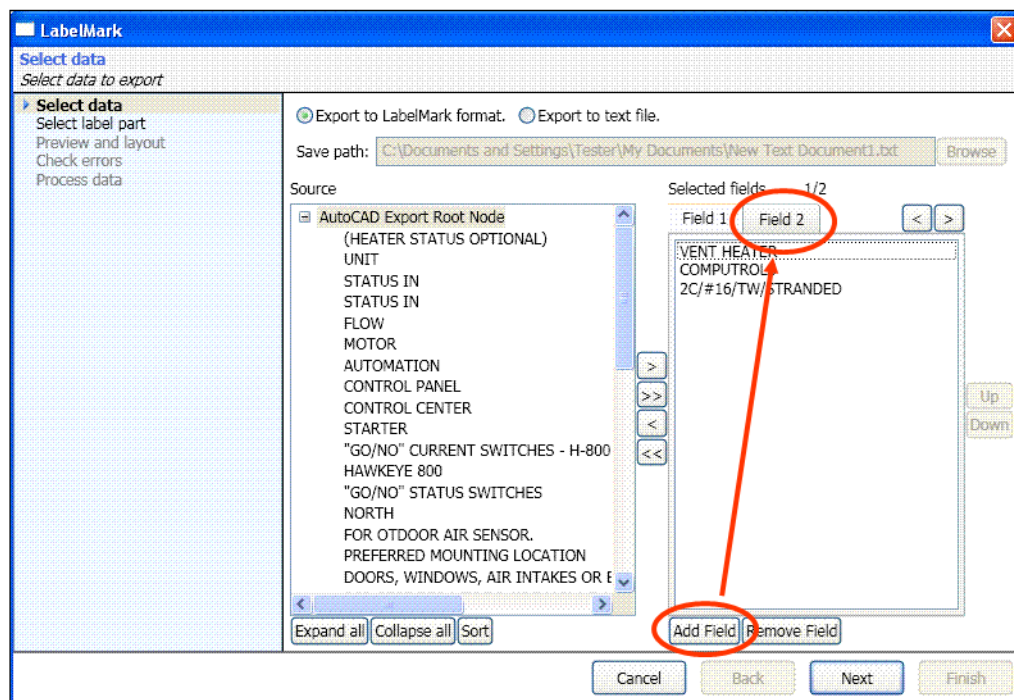 LabelMark
Select data
Select data to export
Select data
Select label part
Preview and layout
Check errors
Process data
Export to LabelMark format. Export to text file.
Save path: C:\Documents and Settings\Tester\My Documents\New Text Document1.txt Browse
Source
AutoCAD Export Root Node
(HEATER STATUS OPTIONAL)
UNIT
STATUS IN
STATUS IN
FLOW
MOTOR
AUTOMATION
CONTROL PANEL
CONTROL CENTER
STARTER
"GO/NO" CURRENT SWITCHES - H-800
HAWKEYE 800
"GO/NO" STATUS SWITCHES
NORTH
FOR OTDOOR AIR SENSOR.
PREFERRED MOUNTING LOCATION
DOORS, WINDOWS, AIR INTAKES OR E
Expand all Collapse all Sort
>
>>
<
<<
Selected fields 1/2
Field 1 Field 2 < >
VENT HEATER
COMPUTROL
2C/#16/TW/STRANDED
Up
Down
Add Field Remove Field
Cancel Back Next Finish